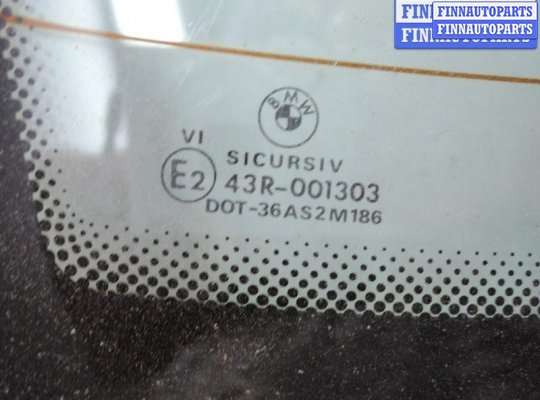 FINNAUTOPARTS
FINNAUTOPARTS
BMW
VI
SICURSIV
E2
43R-001303
DOT-36AS2M186